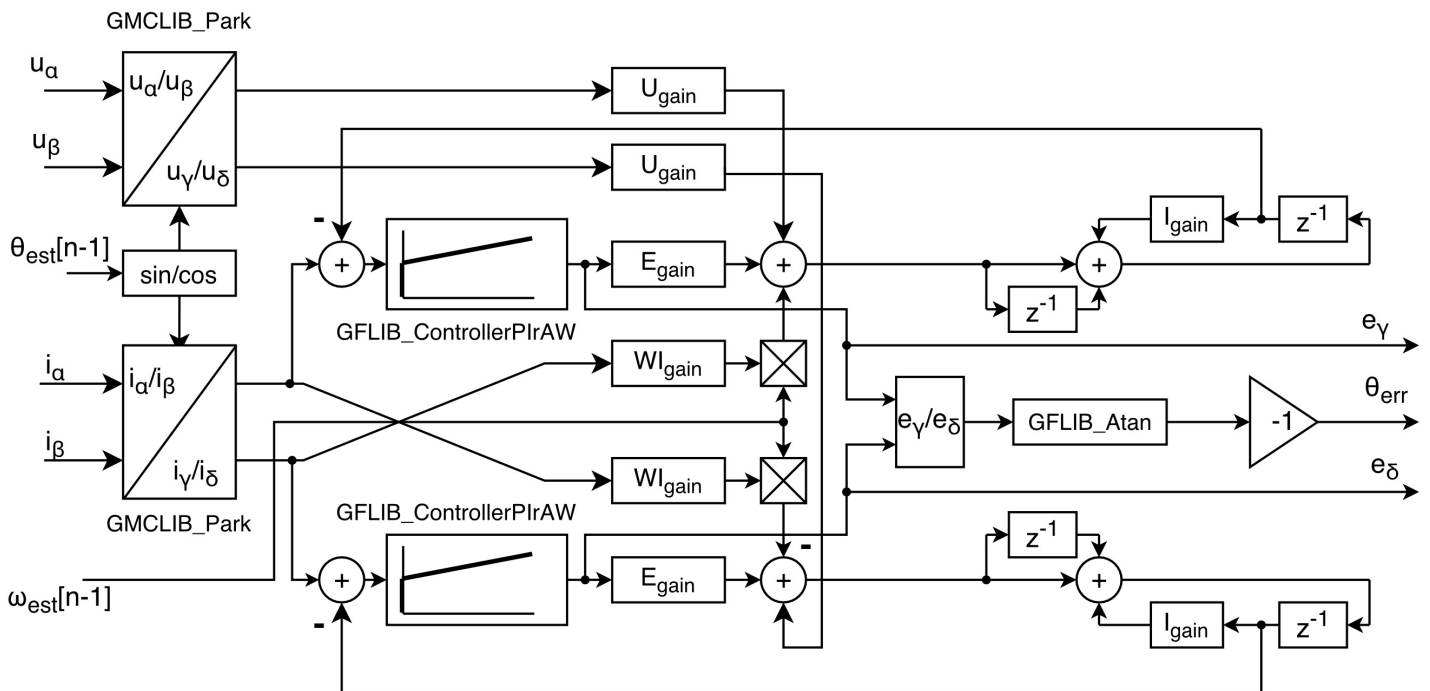 GMCLIB_Park
uα
uα/uβ
Ugain
uβ
uγ/uδ
Ugain
-
Igain
z-1
θest[n-1]
sin/cos
+
Egain
+
+
z-1
GFLIB_ControllerPIrAW
eγ
iα
iα/iβ
WIgain
θerr
eγ/eδ
GFLIB_Atan
-1
iβ
iγ/iδ
WIgain
eδ
GMCLIB_Park
GFLIB_ControllerPIrAW
z-1
-
ωest[n-1]
+
Egain
+
+
-
Igain
z-1